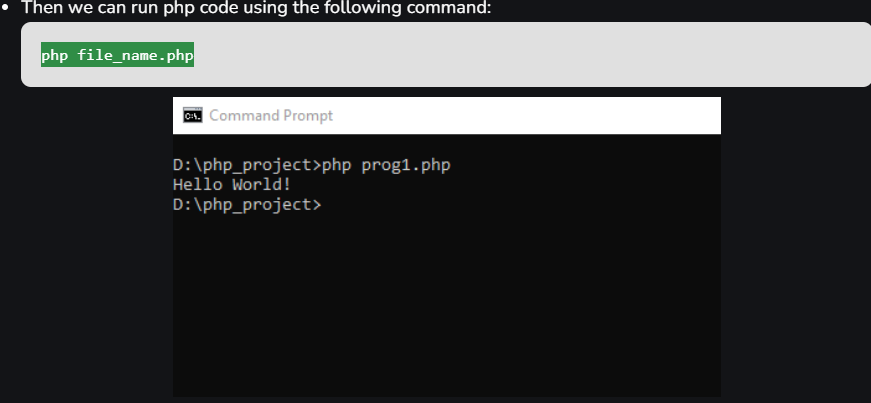 Then we can run php code using the following command:
php file_name.php
C:\.
Command Prompt
D:\php_project>php prog1.php
Hello World!
D:\php_project>